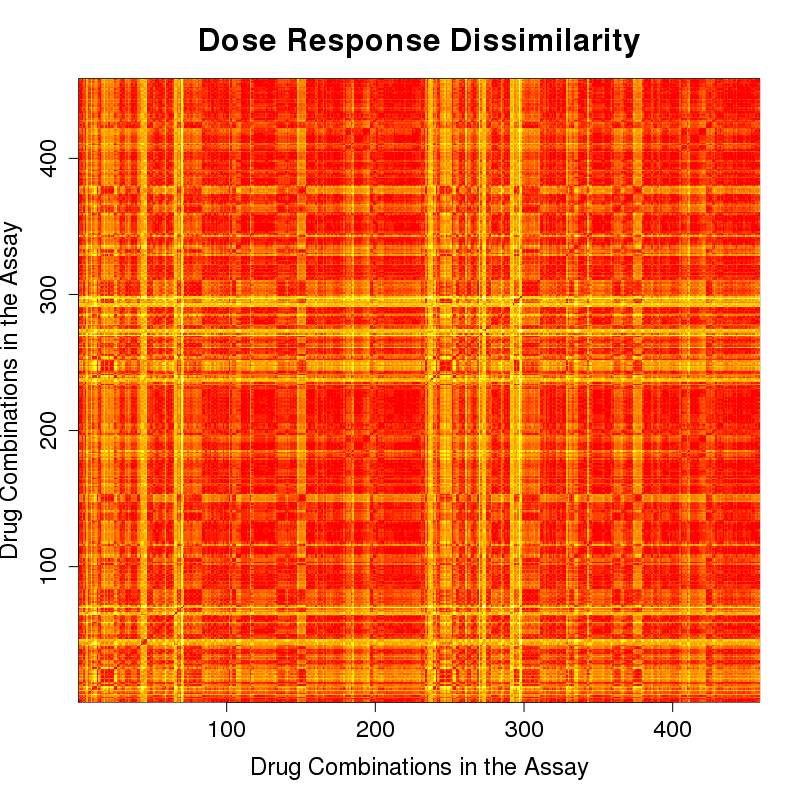 Dose Response Dissimilarity
Drug Combinations in the Assay
400
300
200
100
100 200 300 400
Drug Combinations in the Assay